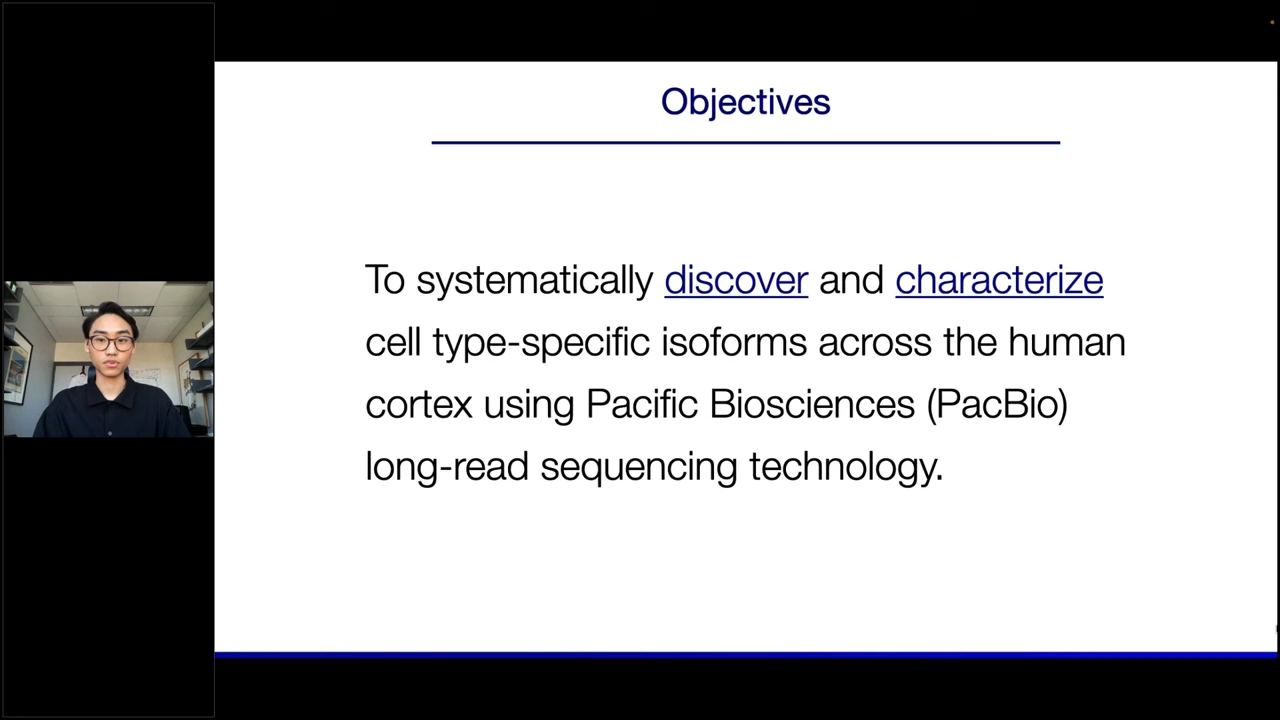 Objectives
To systematically discover and characterize
cell type-specific isoforms across the human
cortex using Pacific Biosciences (PacBio)
long-read sequencing technology.